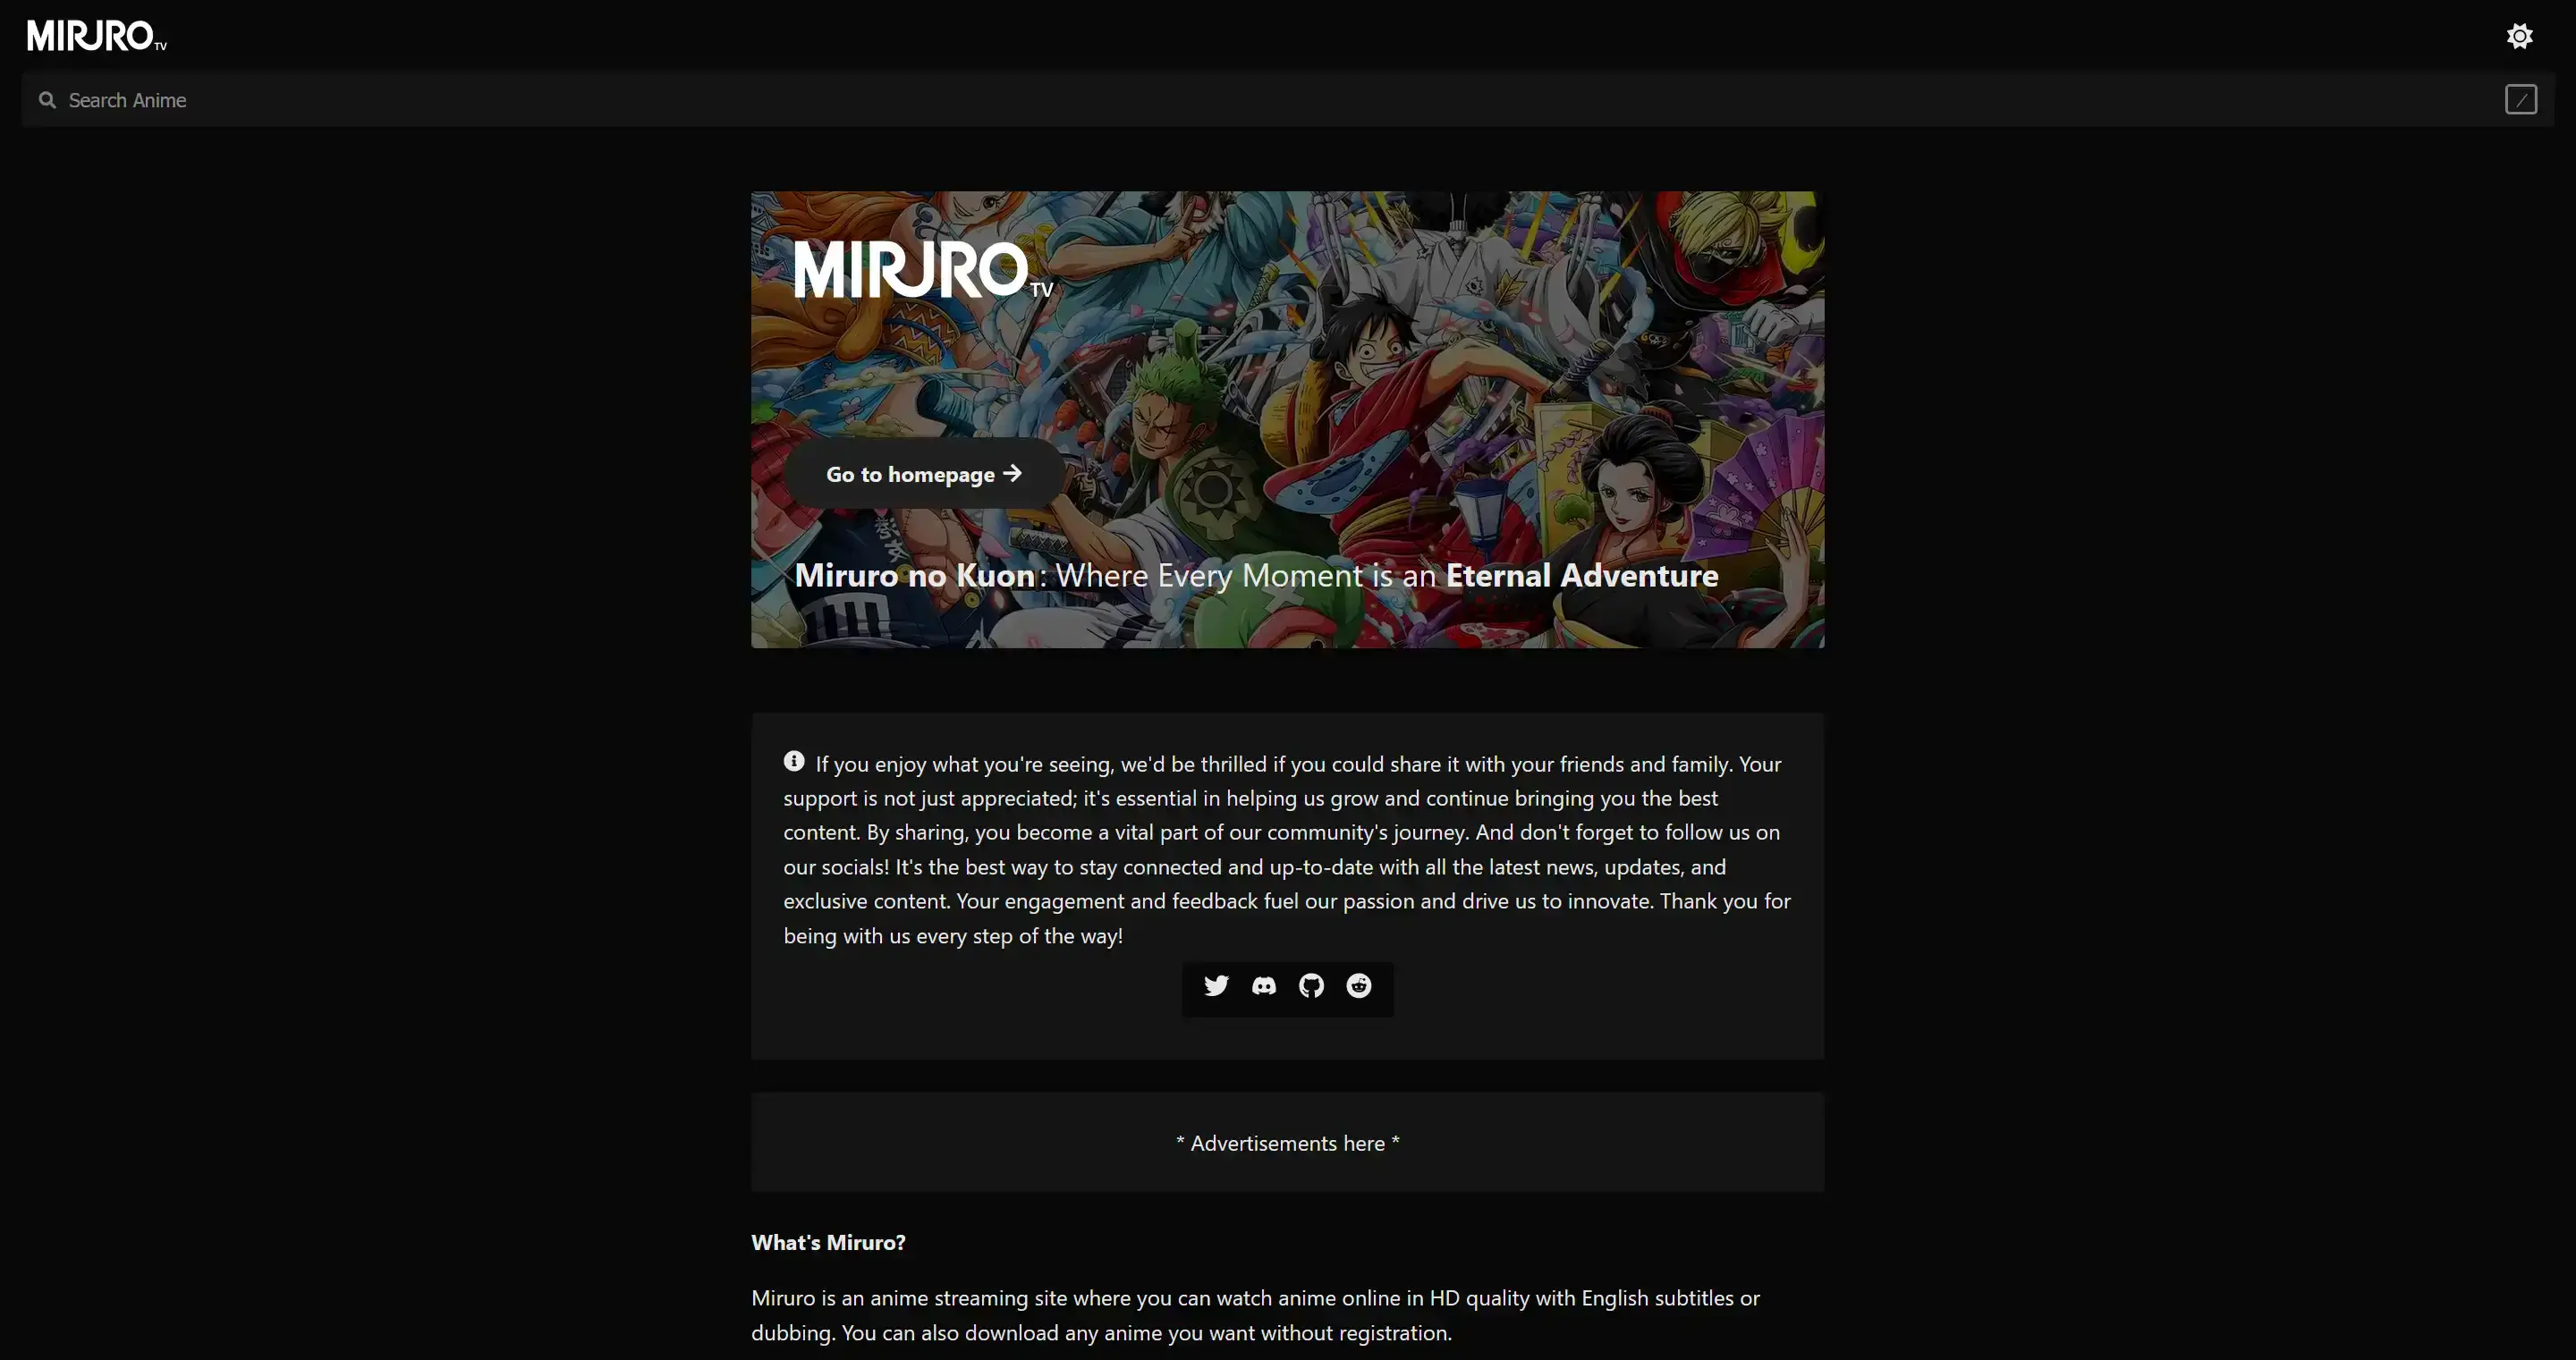 MIRURO TV
Search Anime
/
MIRURO TV
Go to homepage →
Miruro no Kuon: Where Every Moment is an Eternal Adventure
If you enjoy what you're seeing, we'd be thrilled if you could share it with your friends and family. Your
support is not just appreciated; it's essential in helping us grow and continue bringing you the best
content. By sharing, you become a vital part of our community's journey. And don't forget to follow us on
our socials! It's the best way to stay connected and up-to-date with all the latest news, updates, and
exclusive content. Your engagement and feedback fuel our passion and drive us to innovate. Thank you for
being with us every step of the way!
* Advertisements here *
What's Miruro?
Miruro is an anime streaming site where you can watch anime online in HD quality with English subtitles or
dubbing. You can also download any anime you want without registration.